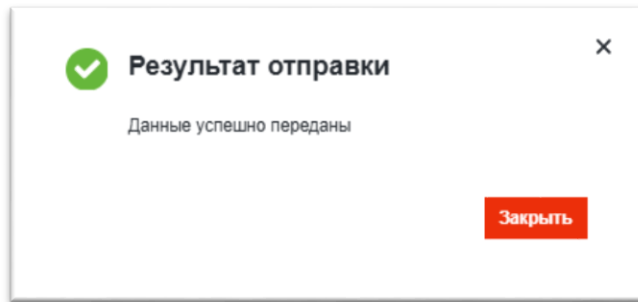 Результат отправки
Данные успешно переданы
Закрыть